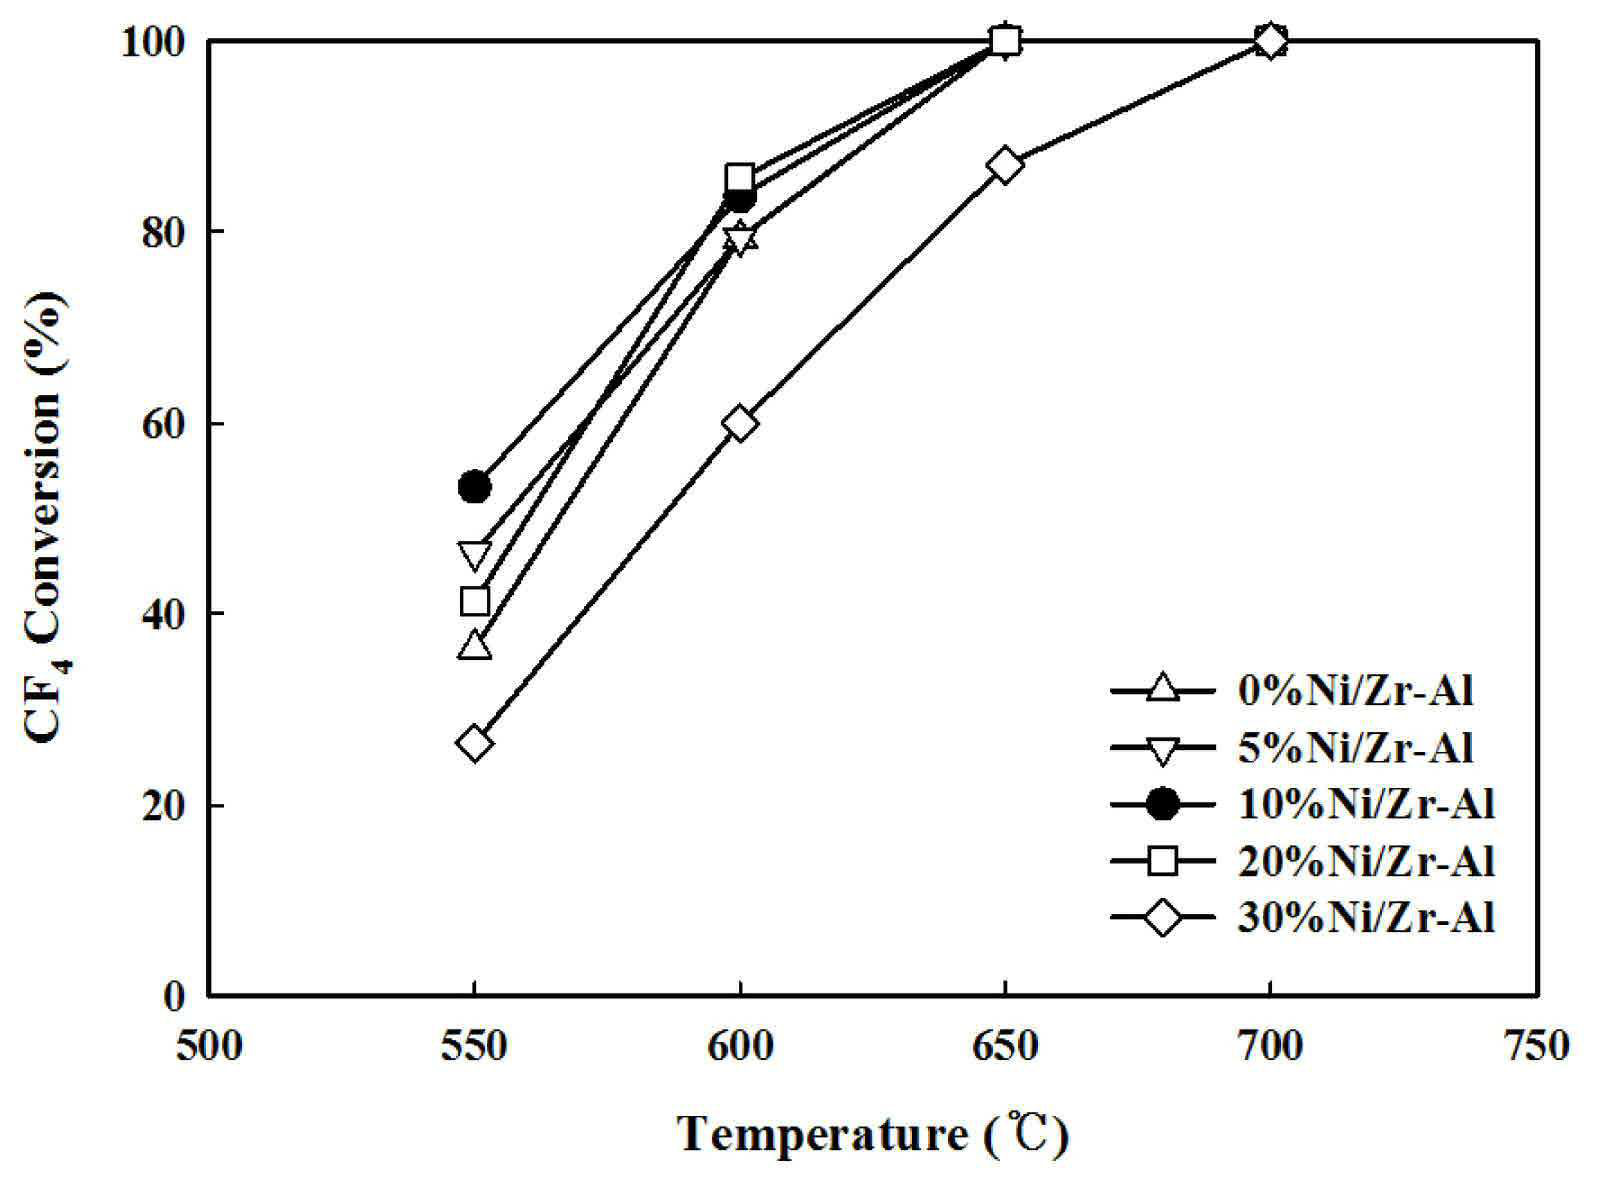 100
80
60
40
20
0
CF4 Conversion (%)
500 550 600 650 700 750
Temperature (℃)
0%Ni/Zr-Al
5%Ni/Zr-Al
10%Ni/Zr-Al
20%Ni/Zr-Al
30%Ni/Zr-Al